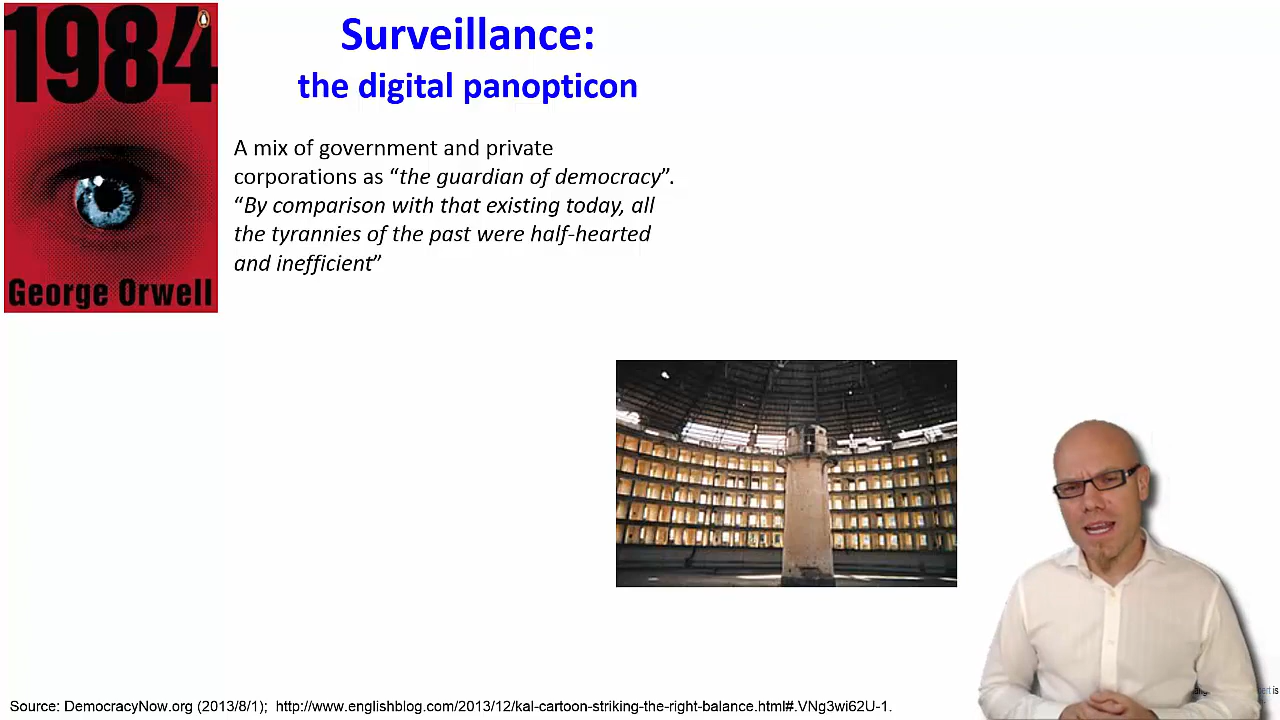 1984
George Orwell
Surveillance:
the digital panopticon
A mix of government and private
corporations as “the guardian of democracy”.
“By comparison with that existing today, all
the tyrannies of the past were half-hearted
and inefficient”
Source: DemocracyNow.org (2013/8/1); http://www.englishblog.com/2013/12/kal-cartoon-striking-the-right-balance.html#.VNg3wi62U-1.